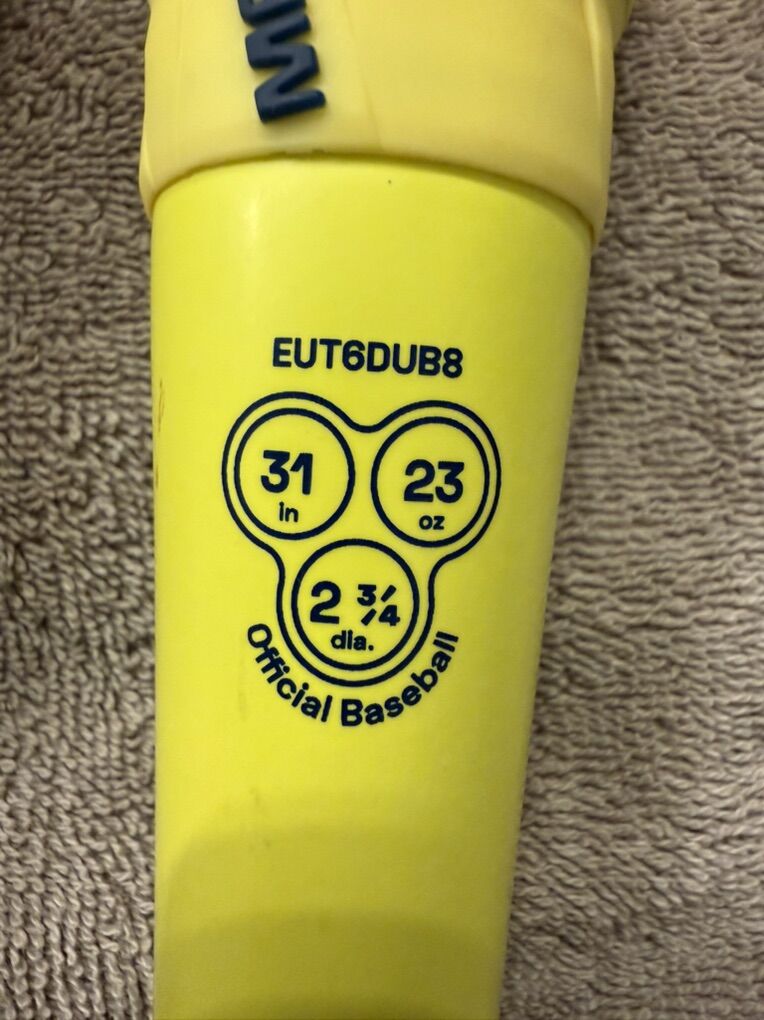 EUT6DUB8
31
in
23
oz
2 3/4
dia.
Official Baseball